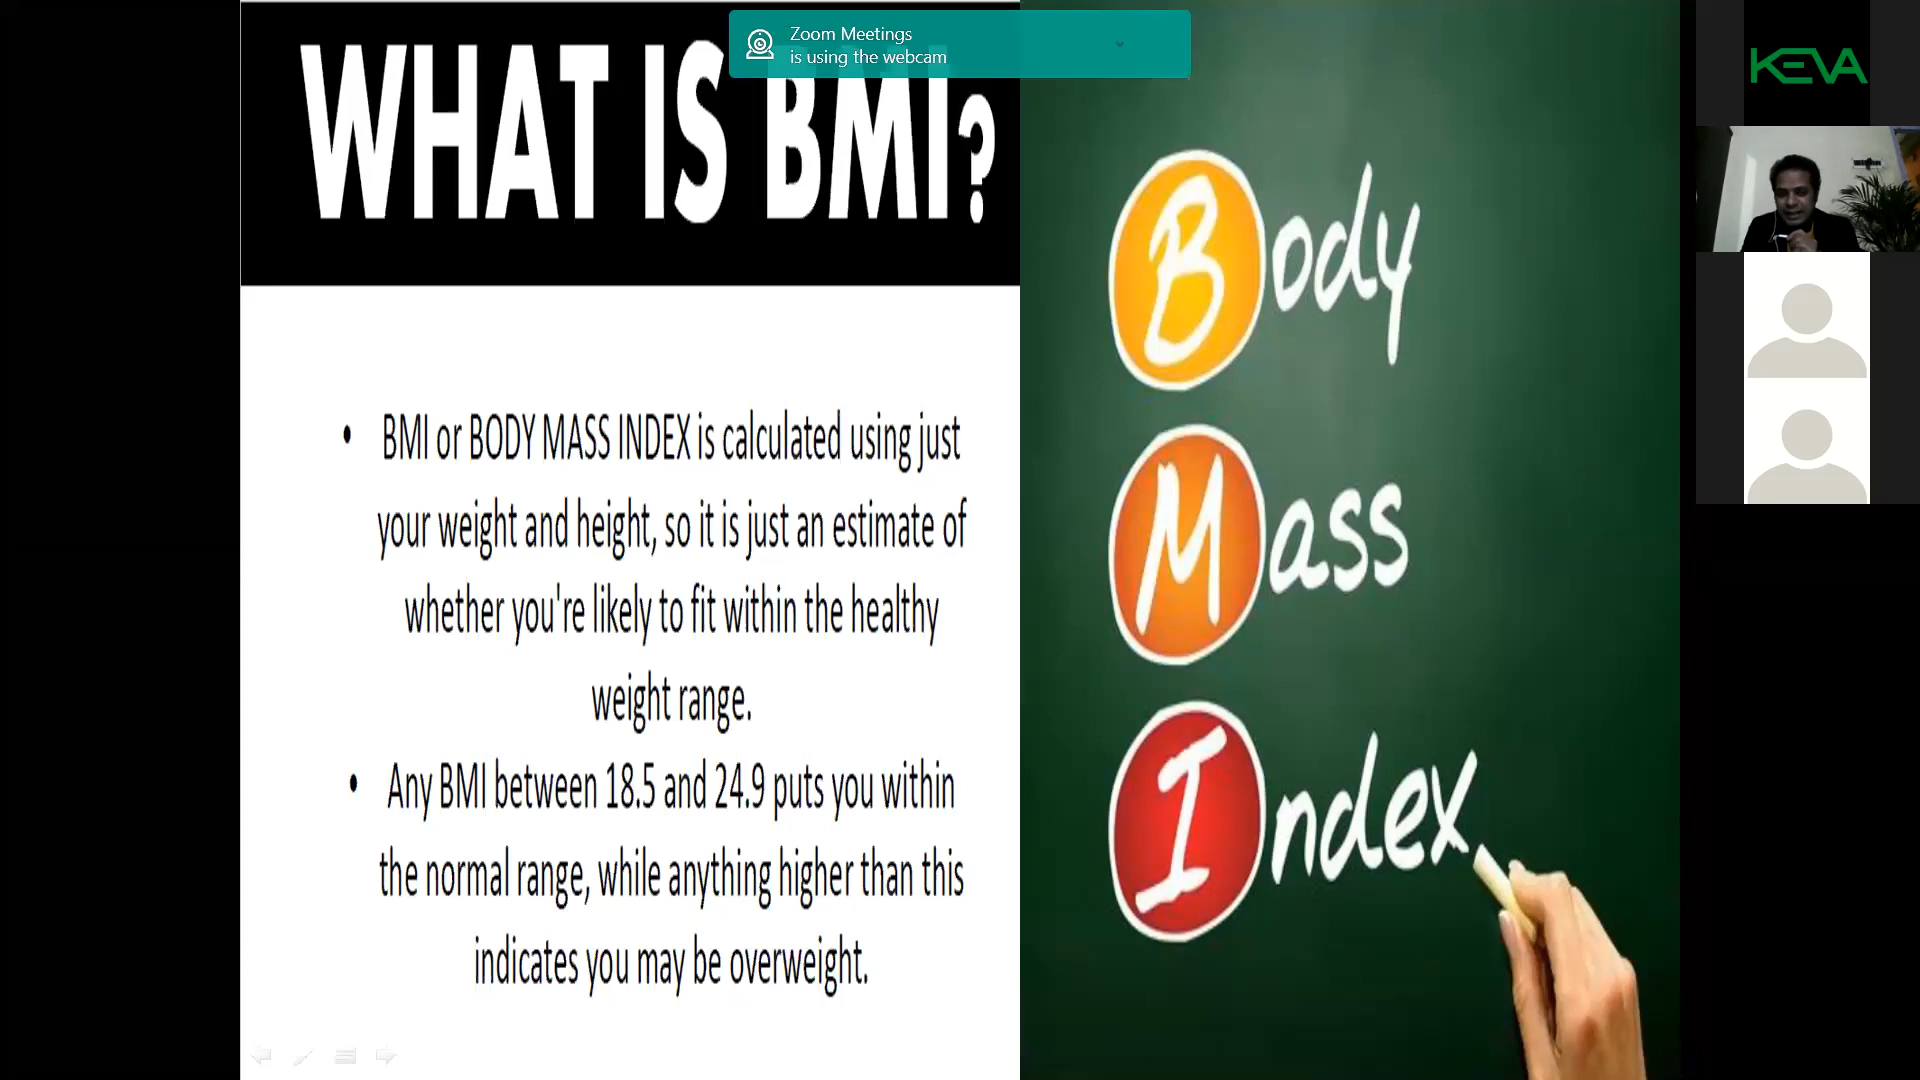 Zoom Meetings
is using the webcam
WHAT IS BMI?
• BMI or BODY MASS INDEX is calculated using just
your weight and height, so it is just an estimate of
whether you're likely to fit within the healthy
weight range.
• Any BMI between 18.5 and 24.9 puts you within
the normal range, while anything higher than this
indicates you may be overweight.
Body
Mass
Index
KEVA